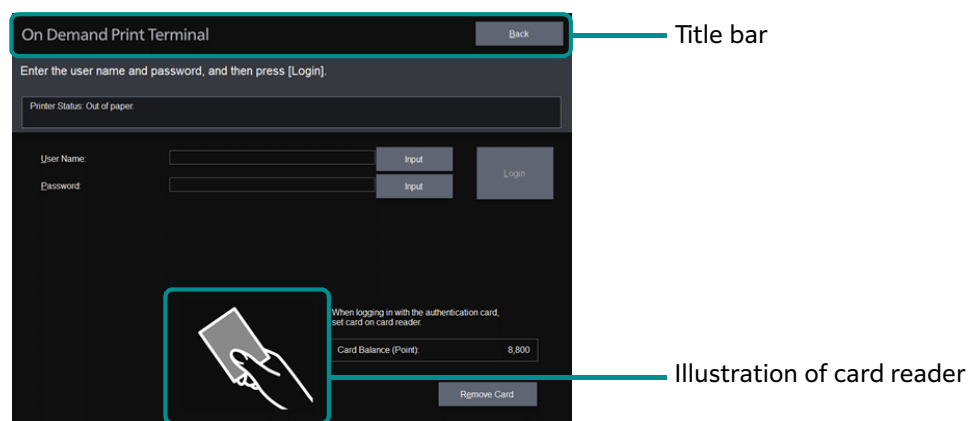 On Demand Print Terminal
Back
Title bar
Enter the user name and password, and then press [Login].
Printer Status: Out of paper.
User Name:
Input
Login
Password:
Input
When logging in with the authentication card,
set card on card reader.
Card Balance (Point): 8,800
Illustration of card reader
Remove Card